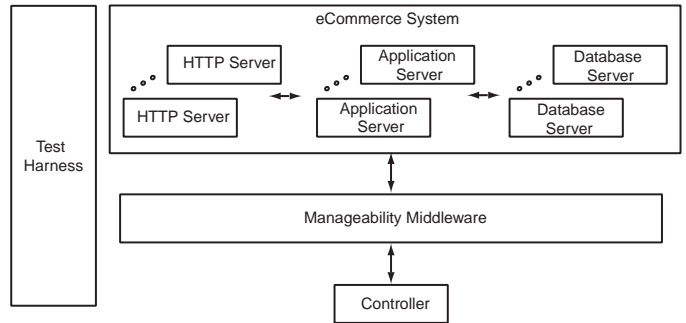 eCommerce System
HTTP Server
Application
Server
Database
Server
HTTP Server
Application
Server
Database
Server
Test
Harness
Manageability Middleware
Controller